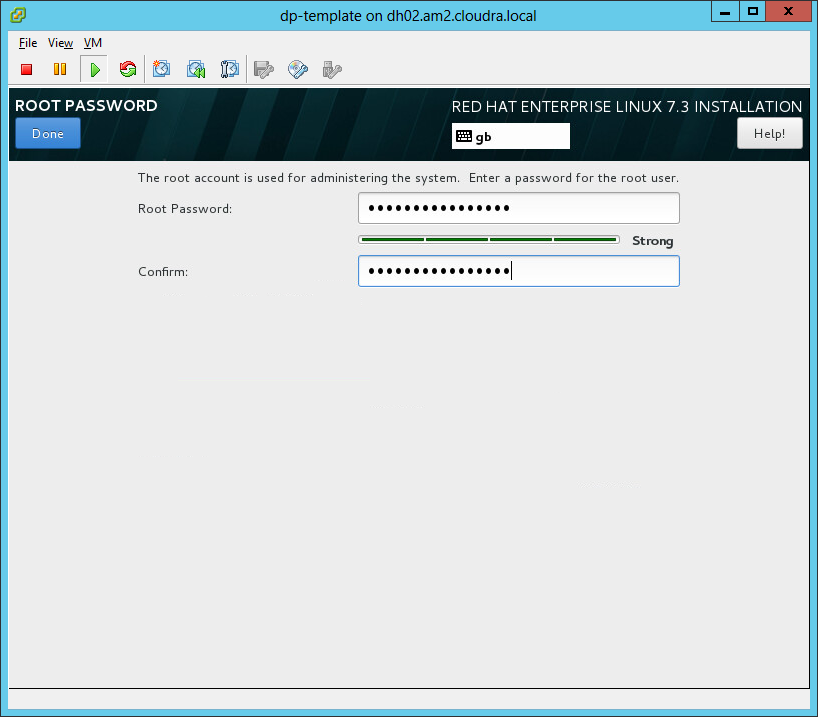 dp-template on dh02.am2.cloudra.local
File View VM
ROOT PASSWORD
RED HAT ENTERPRISE LINUX 7.3 INSTALLATION
Done
gb
Help!
The root account is used for administering the system. Enter a password for the root user.
Root Password: ••••••••••••••••
Strong
Confirm: ••••••••••••••••